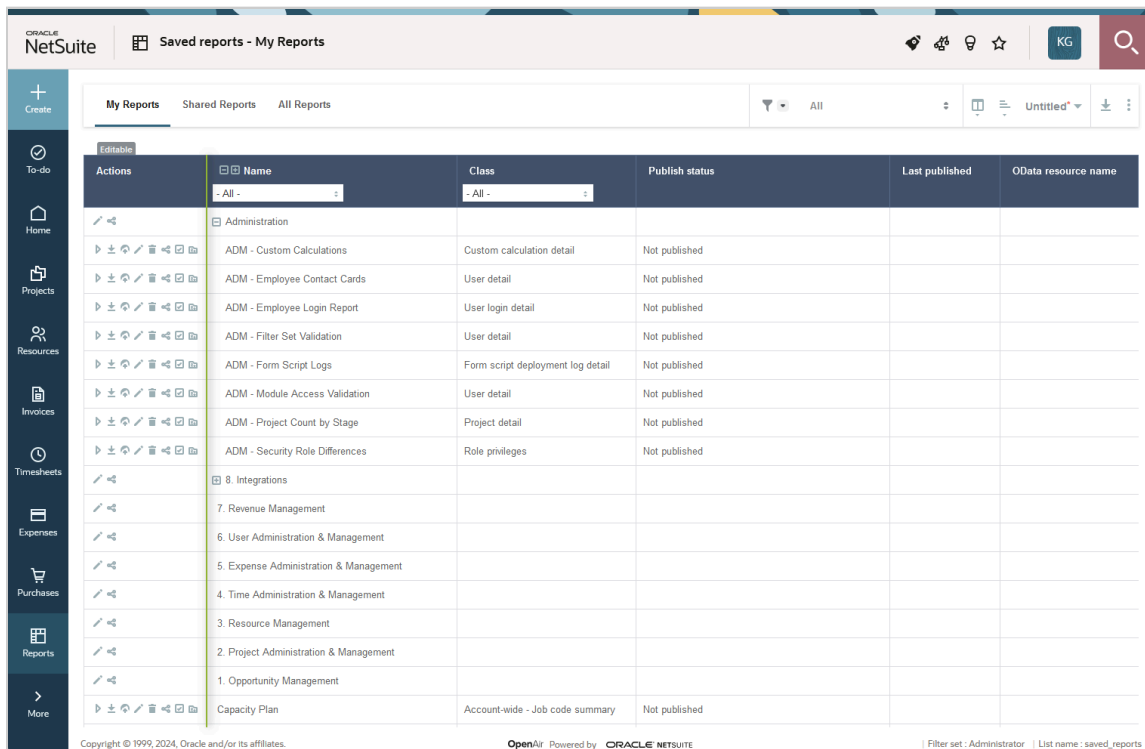 ORACLE
NetSuite
Saved reports - My Reports
KG
Create
To-do
Home
Projects
Resources
Invoices
Timesheets
Expenses
Purchases
Reports
More
My Reports Shared Reports All Reports
All
Untitled*
Editable
Actions Name Class Publish status Last published OData resource name
- All - - All -
Administration
ADM - Custom Calculations Custom calculation detail Not published
ADM - Employee Contact Cards User detail Not published
ADM - Employee Login Report User login detail Not published
ADM - Filter Set Validation User detail Not published
ADM - Form Script Logs Form script deployment log detail Not published
ADM - Module Access Validation User detail Not published
ADM - Project Count by Stage Project detail Not published
ADM - Security Role Differences Role privileges Not published
8. Integrations
7. Revenue Management
6. User Administration & Management
5. Expense Administration & Management
4. Time Administration & Management
3. Resource Management
2. Project Administration & Management
1. Opportunity Management
Capacity Plan Account-wide - Job code summary Not published
Copyright © 1999, 2024, Oracle and/or its affiliates. OpenAir Powered by ORACLE NETSUITE | Filter set : Administrator | List name : saved_reports